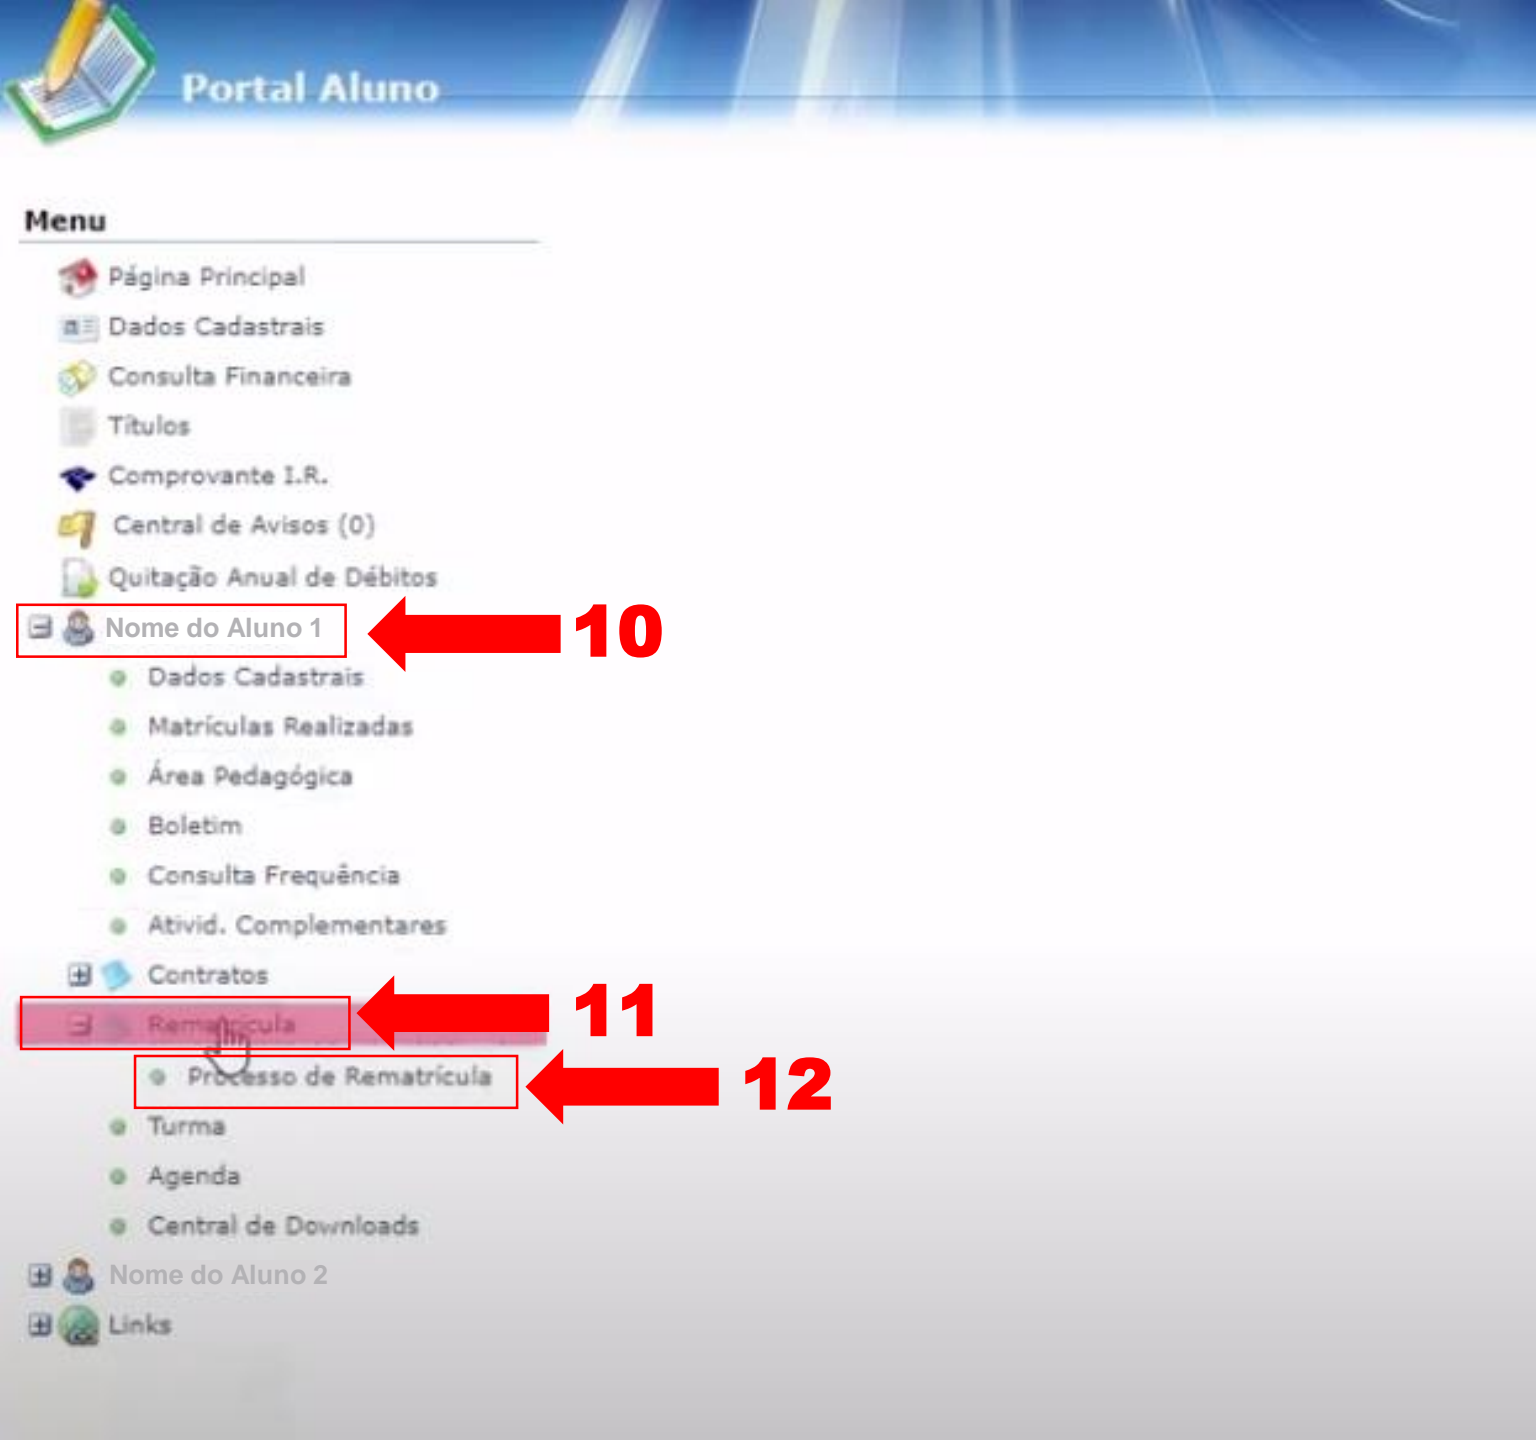 Portal Aluno
Menu
Página Principal
Dados Cadastrais
Consulta Financeira
Títulos
Comprovante I.R.
Central de Avisos (0)
Quitação Anual de Débitos
Nome do Aluno 1
10
Dados Cadastrais
Matrículas Realizadas
Área Pedagógica
Boletim
Consulta Frequência
Ativid. Complementares
Contratos
Rematrícula
11
Processo de Rematrícula
12
Turma
Agenda
Central de Downloads
Nome do Aluno 2
Links